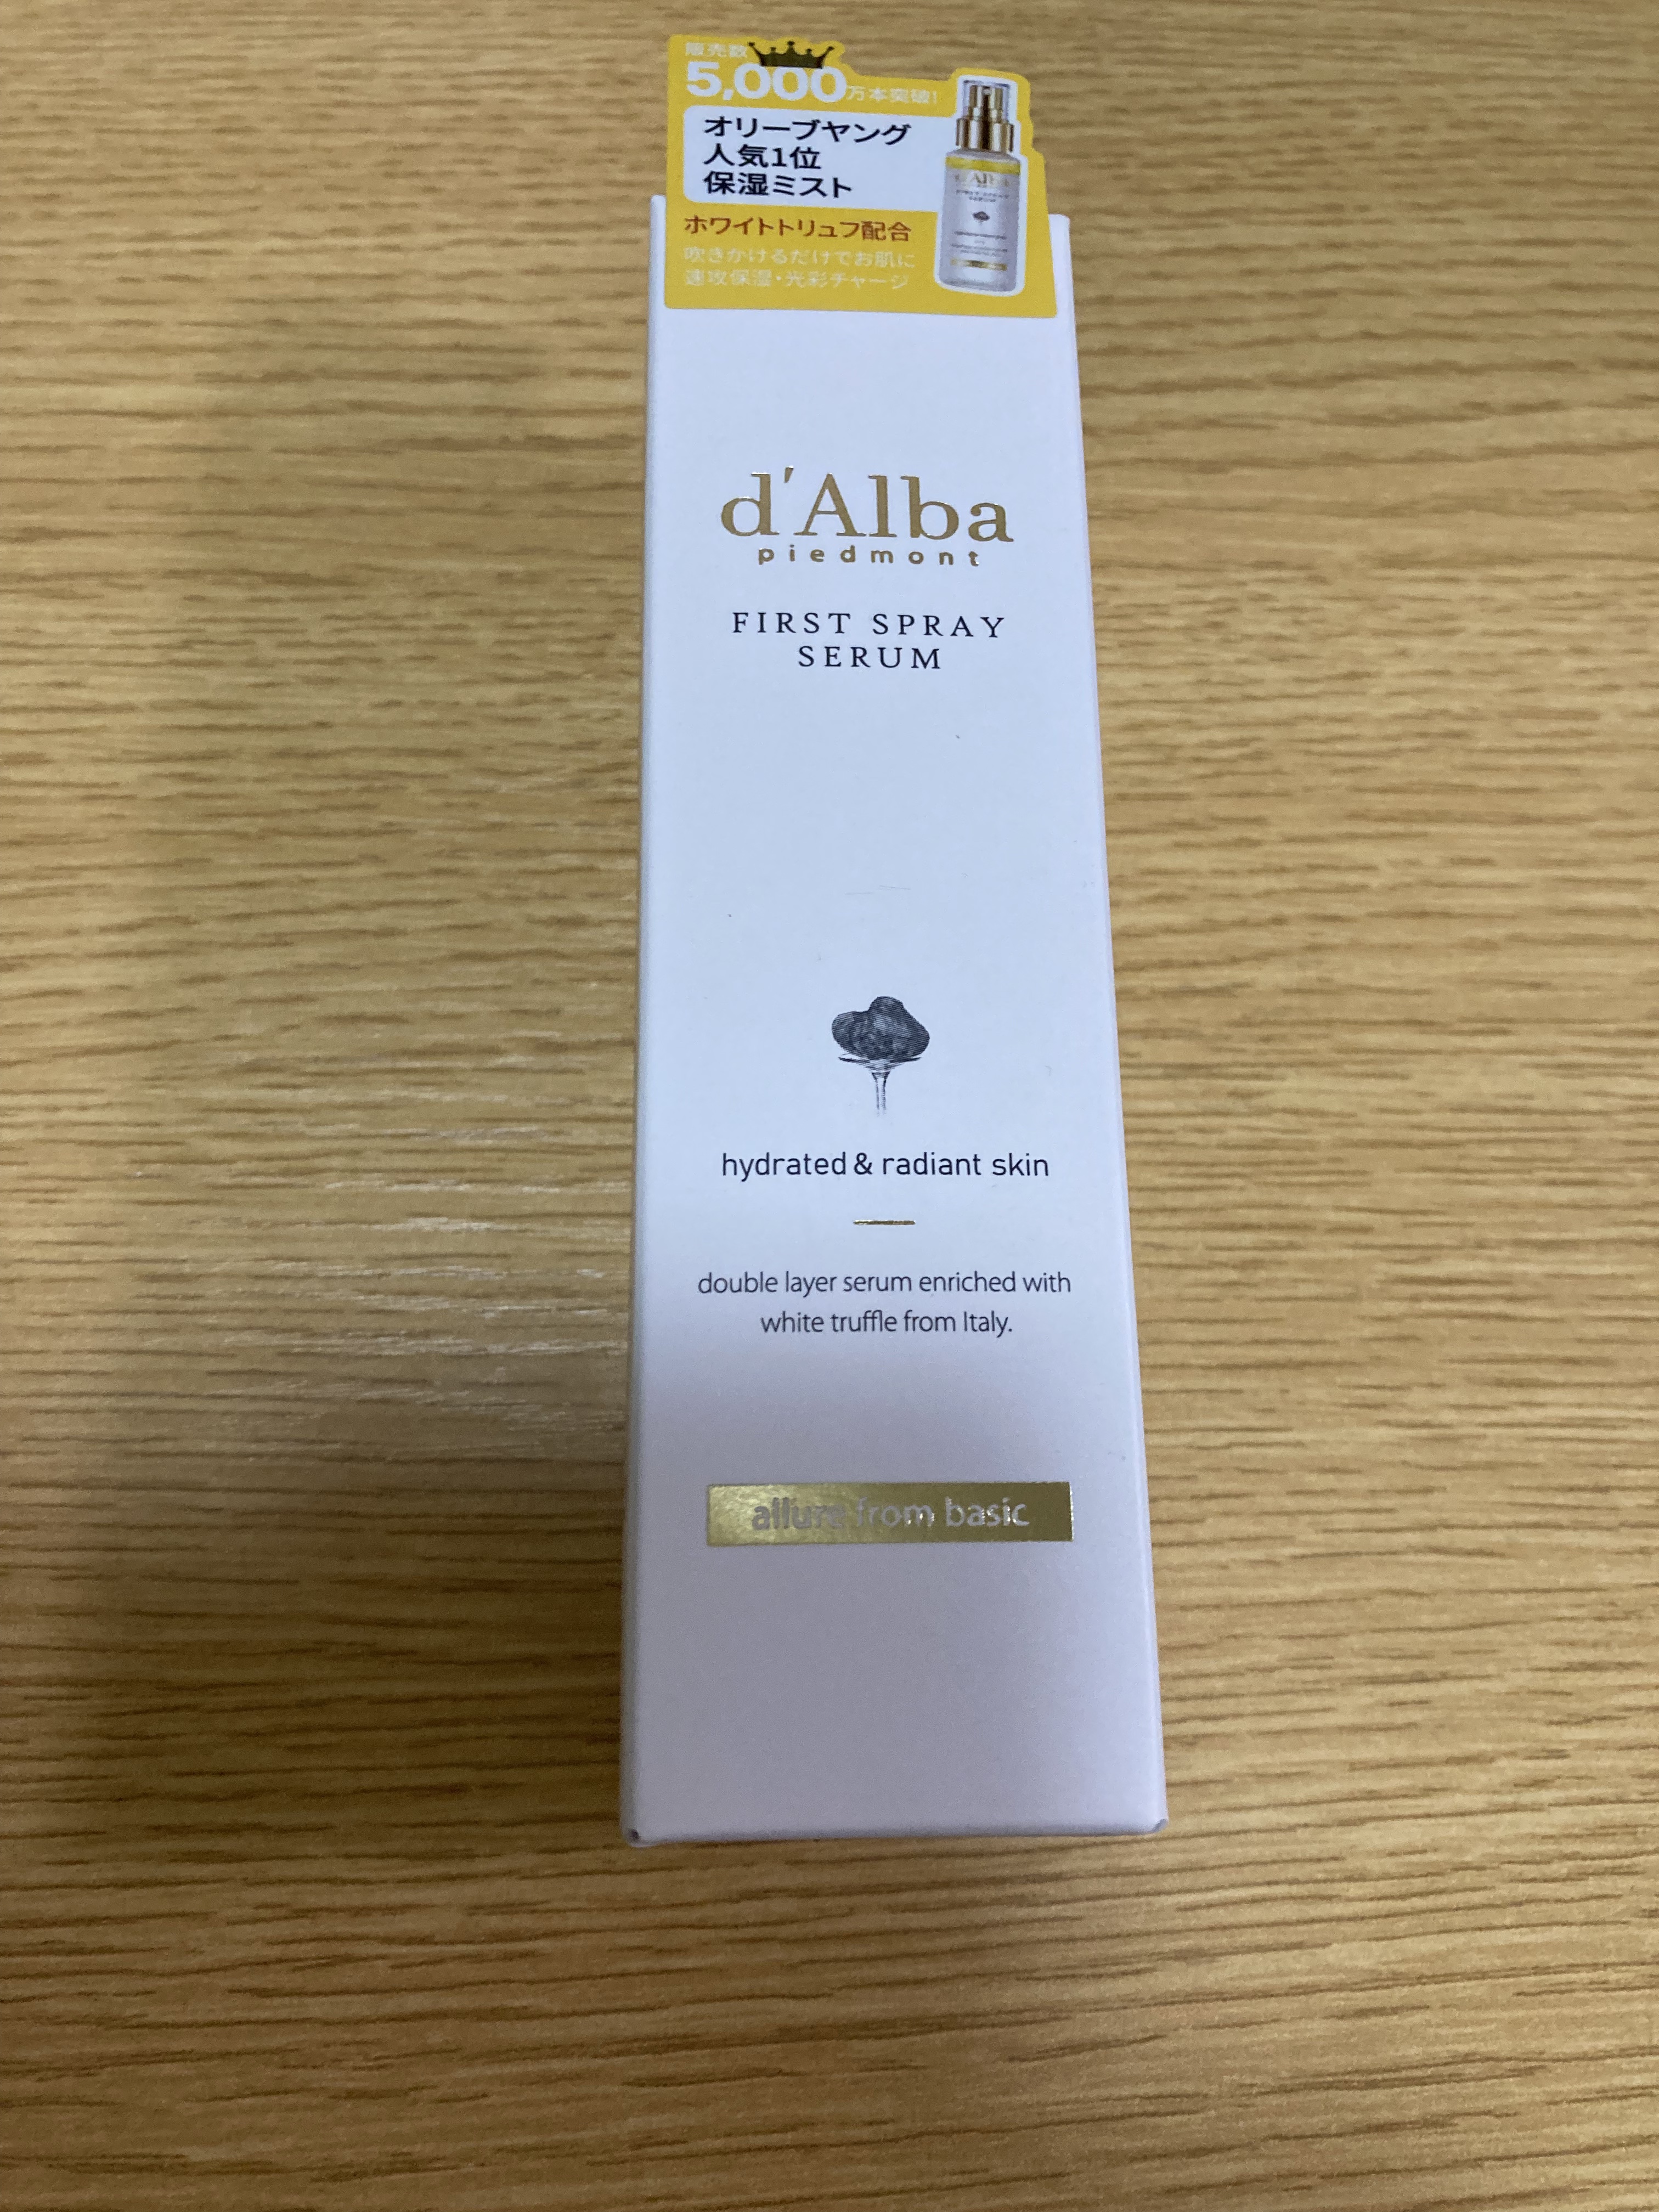 販売数
5,000万本突破!
オリーブヤング
人気1位
保湿ミスト
ホワイトトリュフ配合
吹きかけるだけでお肌に
速攻保湿・光彩チャージ
d'Alba
FIRST SPRAY
SERUM
d'Alba
piedmont
FIRST SPRAY
SERUM
hydrated & radiant skin
double layer serum enriched with
white truffle from Italy.
allure from basic